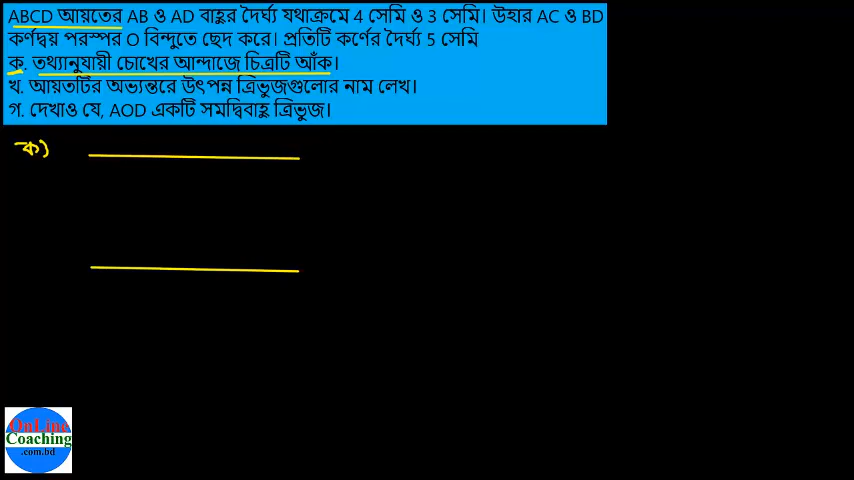 ABCD আয়তের AB ও AD বাহুর দৈর্ঘ্য যথাক্রমে 4 সেমি ও 3 সেমি। উহার AC ও BD
কর্ণদ্বয় পরস্পর O বিন্দুতে ছেদ করে। প্রতিটি কর্ণের দৈর্ঘ্য 5 সেমি
ক. তথ্যানুযায়ী চোখের আন্দাজে চিত্রটি আঁক।
খ. আয়তটির অভ্যন্তরে উৎপন্ন ত্রিভুজগুলোর নাম লেখ।
গ. দেখাও যে, AOD একটি সমদ্বিবাহু ত্রিভুজ।
ক)
OnLine
Coaching
.com.bd